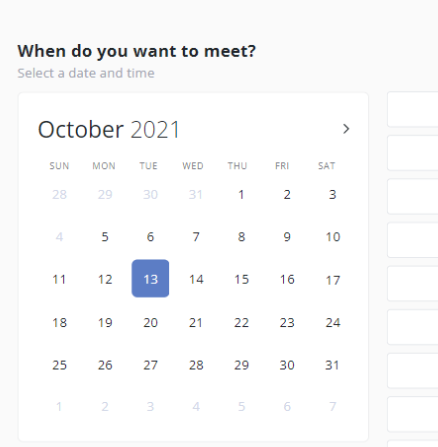 When do you want to meet?
Select a date and time
October 2021
SUN MON TUE WED THU FRI SAT
28 29 30 31 1 2 3
4 5 6 7 8 9 10
11 12 13 14 15 16 17
18 19 20 21 22 23 24
25 26 27 28 29 30 31
1 2 3 4 5 6 7